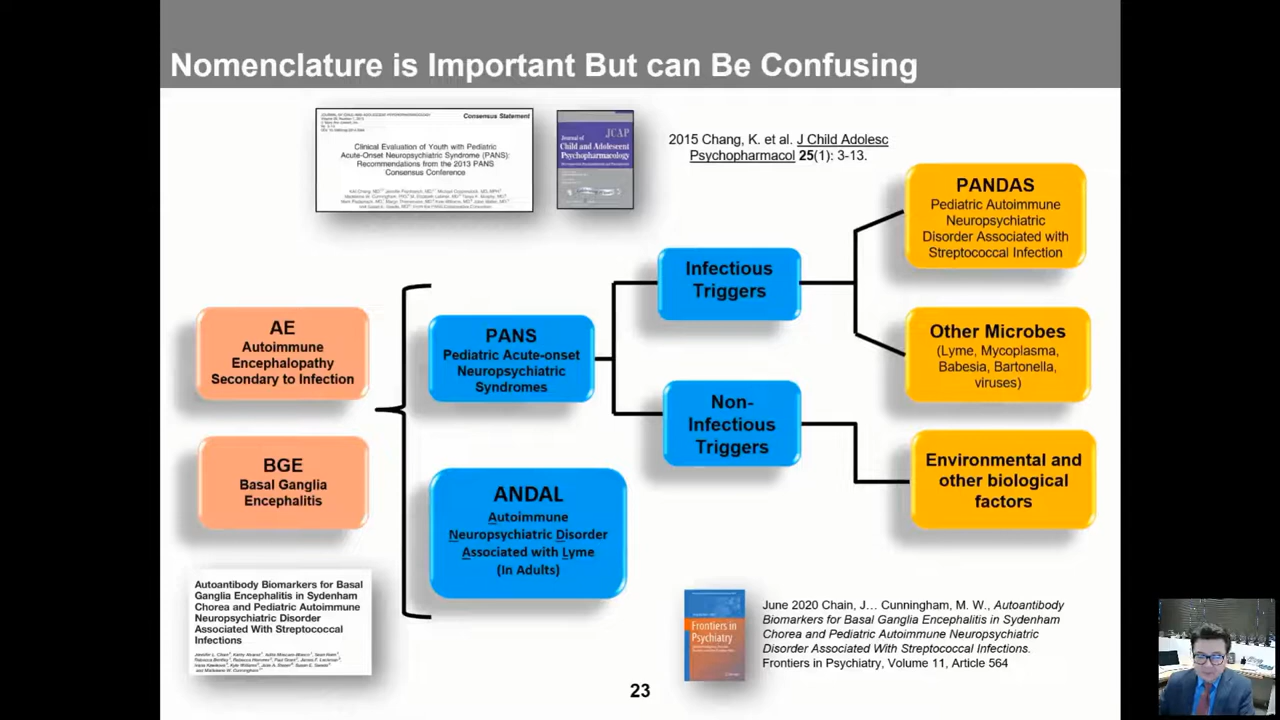 Nomenclature is Important But can Be Confusing
Consensus Statement
Clinical Evaluation of Youth with Pediatric
Acute-Onset Neuropsychiatric Syndrome (PANS):
Recommendations from the 2013 PANS
Consensus Conference
JCAP
Journal of
Child and Adolescent
Psychopharmacology
2015 Chang, K. et al. J Child Adolesc
Psychopharmacol 25(1): 3-13.
PANDAS
Pediatric Autoimmune
Neuropsychiatric
Disorder Associated with
Streptococcal Infection
Infectious
Triggers
AE
Autoimmune
Encephalopathy
Secondary to Infection
PANS
Pediatric Acute-onset
Neuropsychiatric
Syndromes
Other Microbes
(Lyme, Mycoplasma,
Babesia, Bartonella,
viruses)
Non-
Infectious
Triggers
BGE
Basal Ganglia
Encephalitis
Environmental and
other biological
factors
ANDAL
Autoimmune
Neuropsychiatric Disorder
Associated with Lyme
(In Adults)
Autoantibody Biomarkers for Basal
Ganglia Encephalitis in Sydenham
Chorea and Pediatric Autoimmune
Neuropsychiatric Disorder
Associated With Streptococcal
Infections
Frontiers in
Psychiatry
June 2020 Chain, J... Cunningham, M. W., Autoantibody
Biomarkers for Basal Ganglia Encephalitis in Sydenham
Chorea and Pediatric Autoimmune Neuropsychiatric
Disorder Associated With Streptococcal Infections.
Frontiers in Psychiatry, Volume 11, Article 564
23